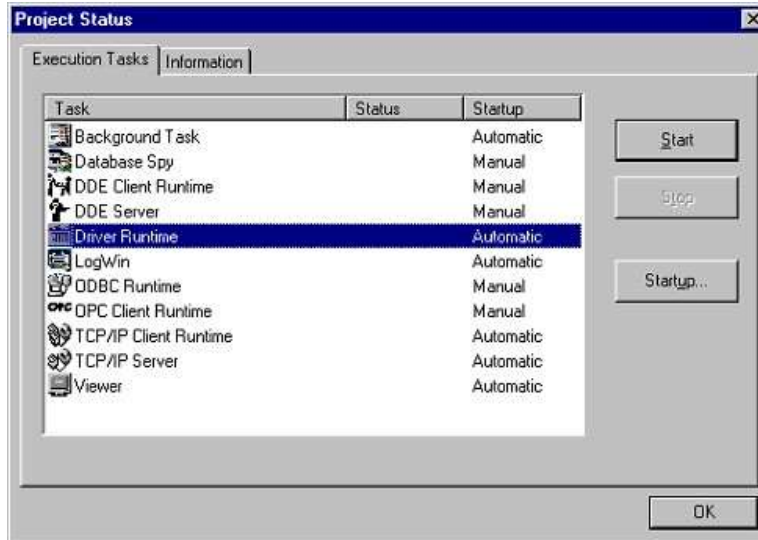 Project Status
Execution Tasks Information
Task Status Startup
Background Task Automatic
Database Spy Manual
DDE Client Runtime Manual
DDE Server Manual
Driver Runtime Automatic
LogWin Automatic
ODBC Runtime Manual
OPC OPC Client Runtime Manual
TCP/IP Client Runtime Automatic
TCP/IP Server Automatic
Viewer Automatic
Start
Stop
Startup...
OK